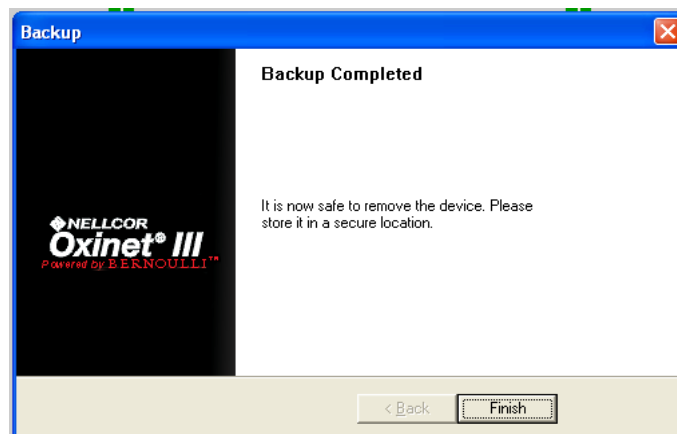 Backup
Backup Completed
It is now safe to remove the device. Please
store it in a secure location.
NELLCOR
Oxinet® III
Powered by BERNOULLI™
< Back
Finish